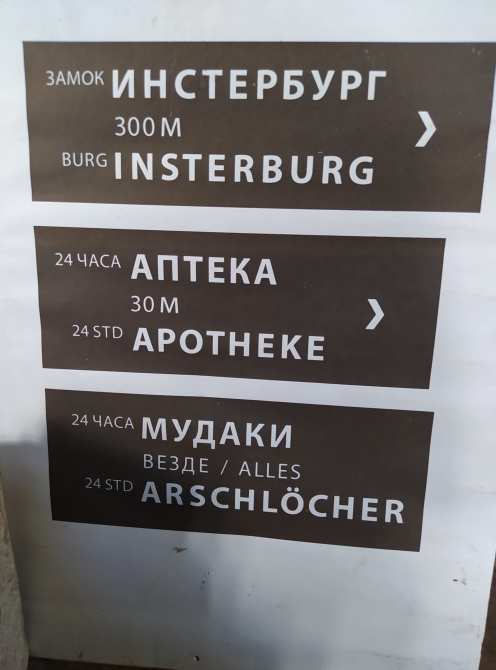 ЗАМОК ИНСТЕРБУРГ
300 М
BURG INSTERBURG
24 ЧАСА АПТЕКА
30 М
24 STD APOTHEKE
24 ЧАСА МУДАКИ
ВЕЗДЕ / ALLES
24 STD ARSCHLÖCHER